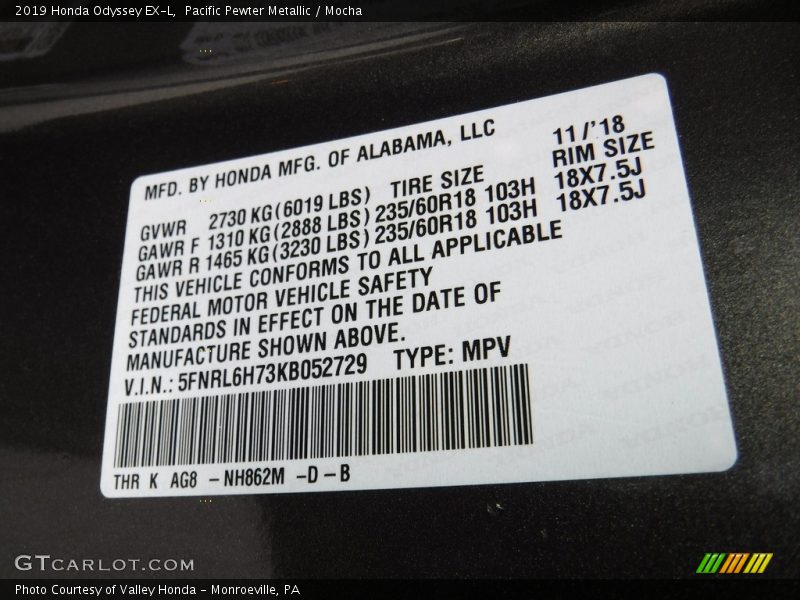 2019 Honda Odyssey EX-L, Pacific Pewter Metallic / Mocha
MFD. BY HONDA MFG. OF ALABAMA, LLC 11/'18
TIRE SIZE RIM SIZE
GVWR 2730 KG(6019 LBS)
GAWR F 1310 KG(2888 LBS) 235/60R18 103H 18X7.5J
GAWR R 1465 KG(3230 LBS) 235/60R18 103H 18X7.5J
THIS VEHICLE CONFORMS TO ALL APPLICABLE
FEDERAL MOTOR VEHICLE SAFETY
STANDARDS IN EFFECT ON THE DATE OF
MANUFACTURE SHOWN ABOVE.
V.I.N.: 5FNRL6H73KB052729 TYPE: MPV
THR K AG8 -NH862M -D-B
GTCARLOT.COM
Photo Courtesy of Valley Honda - Monroeville, PA